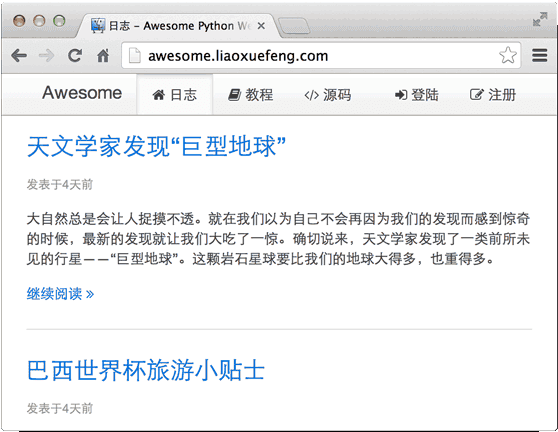 日志 - Awesome Python We
awesome.liaoxuefeng.com
Awesome 日志 教程 </> 源码 登陆 注册
天文学家发现“巨型地球”
发表于4天前
大自然总是会让人捉摸不透。就在我们以为自己不会再因为我们的发现而感到惊奇
的时候，最新的发现就让我们大吃了一惊。确切说来，天文学家发现了一类前所未
见的行星——“巨型地球”。这颗岩石星球要比我们的地球大得多，也重得多。
继续阅读 »
巴西世界杯旅游小贴士
发表于4天前